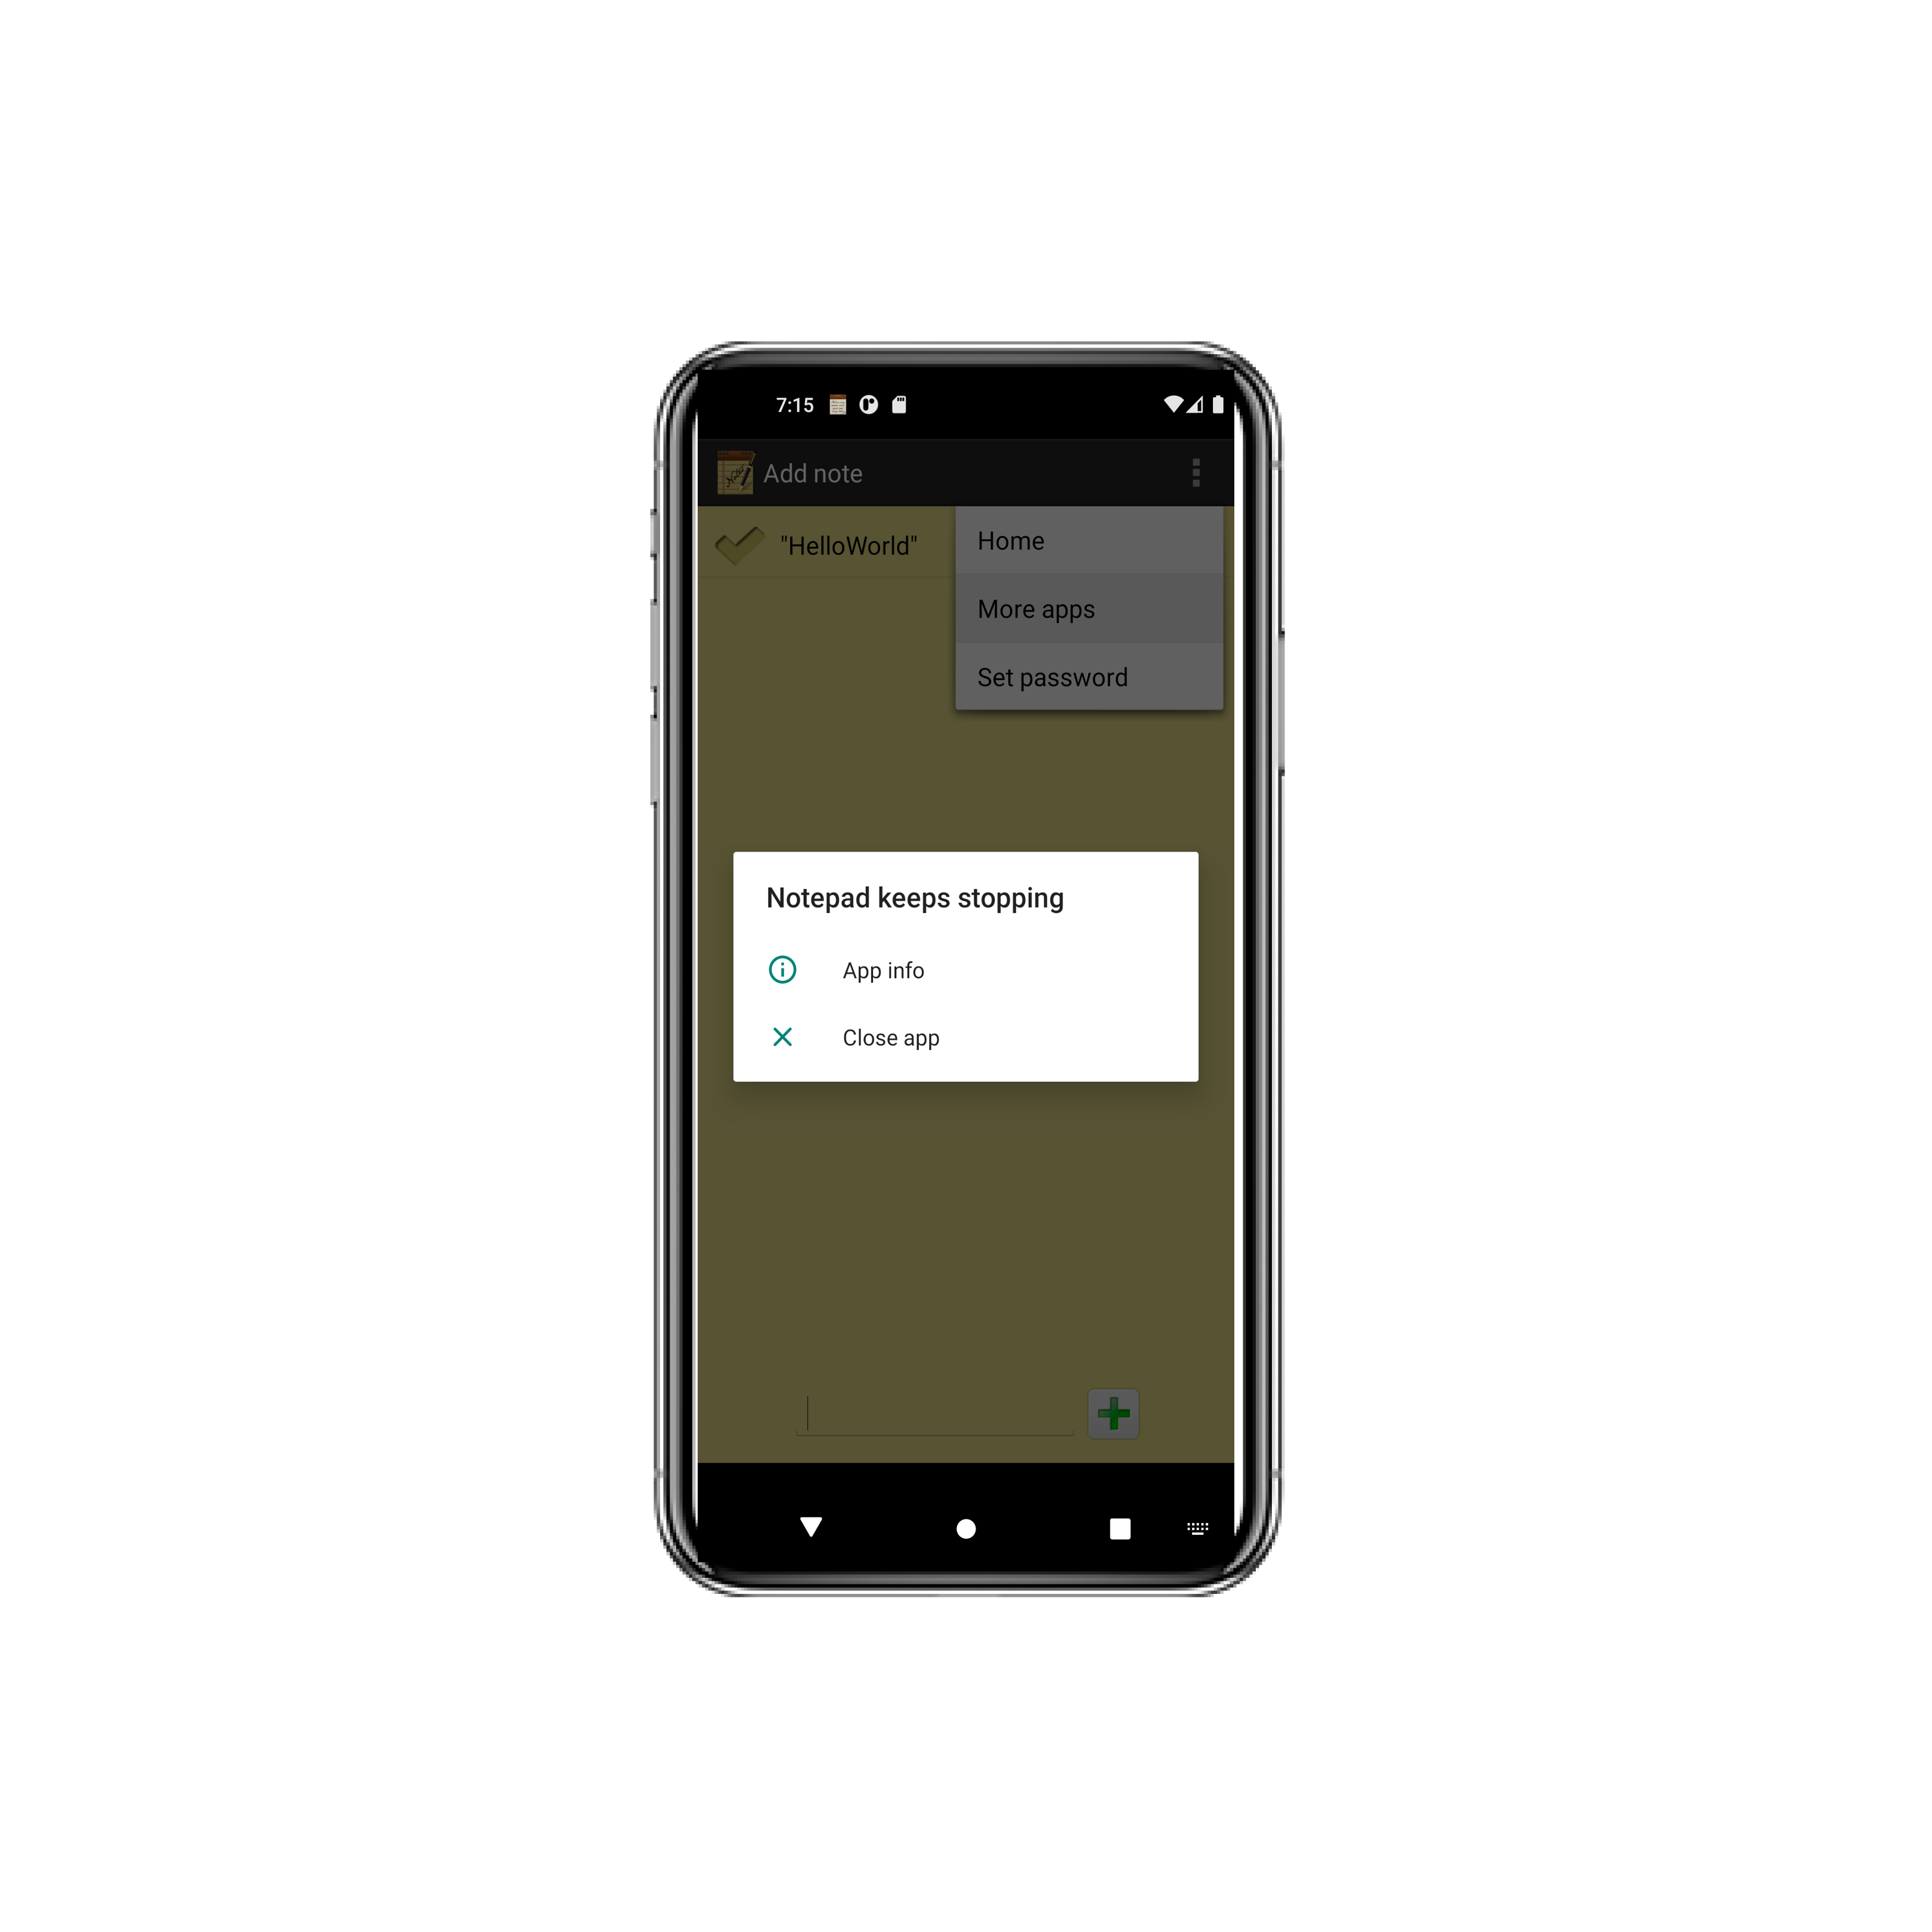 7:15
Add note
"HelloWorld"
Home
More apps
Set password
Notepad keeps stopping
App info
Close app